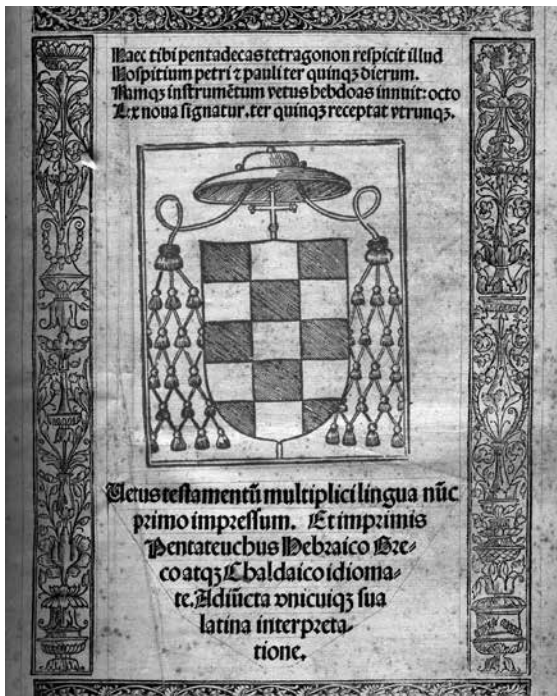 Haec tibi pentadecas tetragonon respicit illud
Hospitium petri ⁊ pauli ter quinqꝫ dierum.
Namqꝫ instrumētum vetus hebdoas innuit: octo
Lex noua signatur. ter quinqꝫ receptat vtrunqꝫ.
Uetus testamentū multiplici lingua nūc
primo impressum. Et imprimis
Pentateuchus Hebraico Gre-
co atqꝫ Chaldaico idioma-
te. Adiūcta vnicuiqꝫ sua
latina interpreta-
tione.